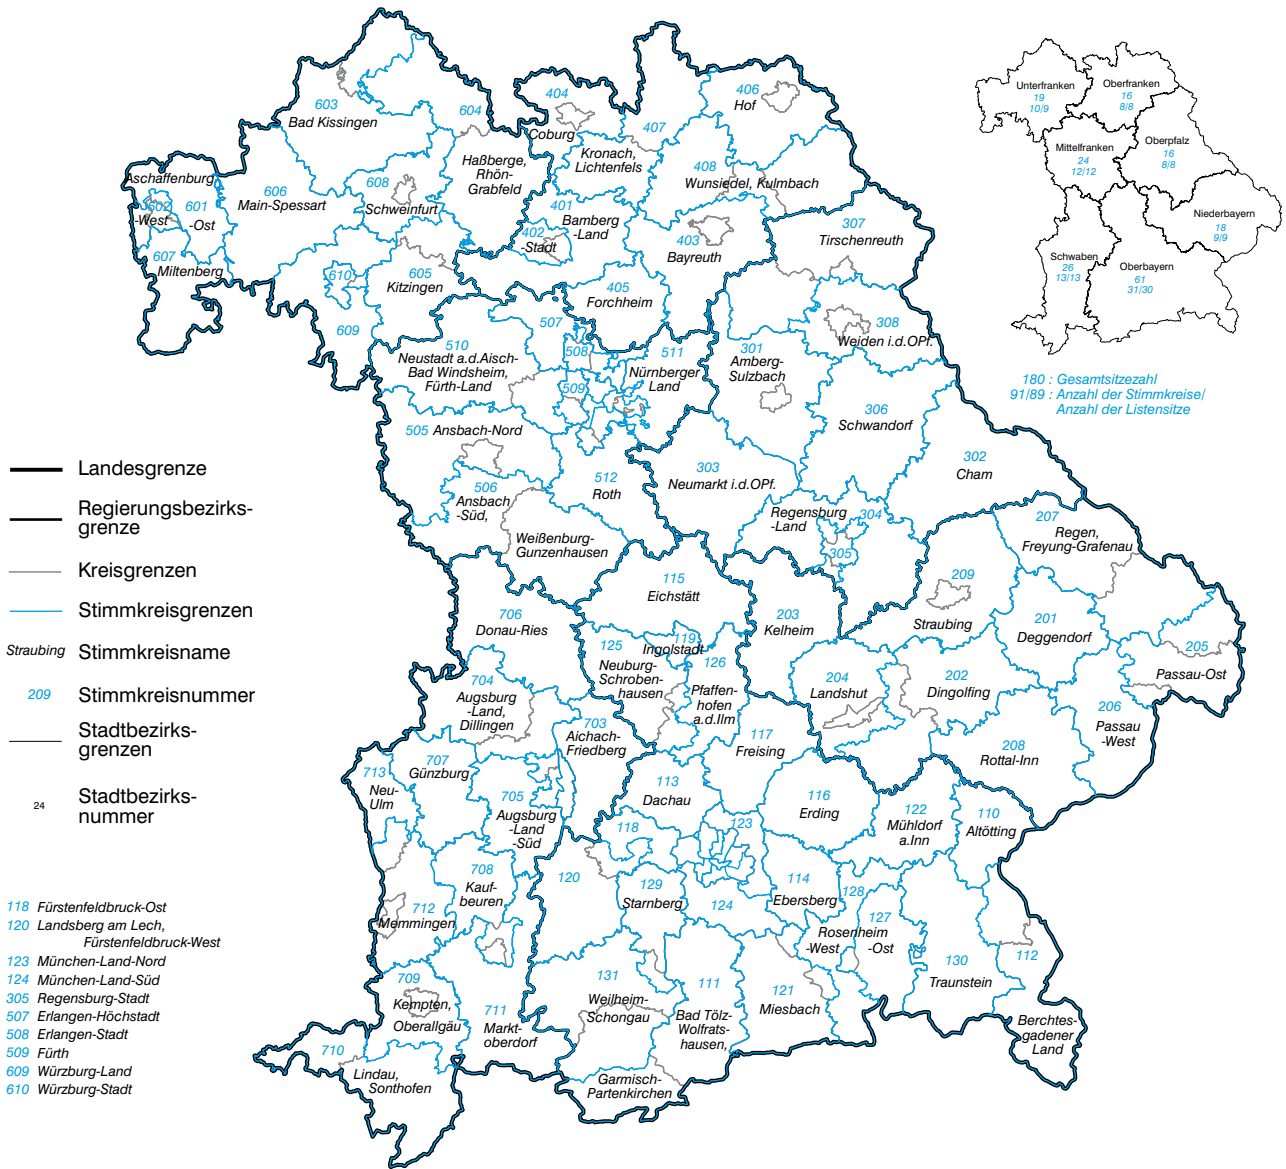 603
Bad Kissingen
604
404
Coburg
406
Hof
407
Kronach,
Lichtenfels
Haßberge,
Rhön-
Grabfeld
408
Wunsiedel, Kulmbach
Aschaffenburg
602
-West
601
-Ost
606
Main-Spessart
608
Schweinfurt
401
Bamberg
-Land
402
-Stadt
403
Bayreuth
307
Tirschenreuth
607
Miltenberg
610
605
Kitzingen
405
Forchheim
609
507
510
Neustadt a.d.Aisch-
Bad Windsheim,
Fürth-Land
508
509
511
Nürnberger
Land
301
Amberg-
Sulzbach
308
Weiden i.d.OPf.
306
Schwandorf
505 Ansbach-Nord
506
Ansbach
-Süd,
512
Roth
303
Neumarkt i.d.OPf.
302
Cham
Weißenburg-
Gunzenhausen
Regensburg
-Land
304
305
207
Regen,
Freyung-Grafenau
115
Eichstätt
203
Kelheim
209
Straubing
201
Deggendorf
205
Passau-Ost
706
Donau-Ries
125
Neuburg-
Schroben-
hausen
119
Ingolstadt
126
Pfaffen-
hofen
a.d.Ilm
204
Landshut
202
Dingolfing
206
Passau
-West
704
Augsburg
-Land,
Dillingen
703
Aichach-
Friedberg
117
Freising
208
Rottal-Inn
713
Neu-
Ulm
707
Günzburg
705
Augsburg
-Land
-Süd
113
Dachau
116
Erding
122
Mühldorf
a.Inn
110
Altötting
118
123
708
Kauf-
beuren
120
129
Starnberg
124
114
Ebersberg
128
Rosenheim
-West
127
-Ost
712
Memmingen
130
Traunstein
112
Berchtes-
gadener
Land
709
Kempten,
Oberallgäu
711
Markt-
oberdorf
131
Weilheim-
Schongau
111
Bad Tölz-
Wolfrats-
hausen,
121
Miesbach
710
Lindau,
Sonthofen
Garmisch-
Partenkirchen
Unterfranken
19
10/9
Oberfranken
16
8/8
Mittelfranken
24
12/12
Oberpfalz
16
8/8
Niederbayern
18
9/9
Schwaben
26
13/13
Oberbayern
61
31/30
180 : Gesamtsitzezahl
91/89 : Anzahl der Stimmkreise/
Anzahl der Listensitze
Landesgrenze
Regierungsbezirks-
grenze
Kreisgrenzen
Stimmkreisgrenzen
Straubing Stimmkreisname
209 Stimmkreisnummer
Stadtbezirks-
grenzen
24 Stadtbezirks-
nummer
118 Fürstenfeldbruck-Ost
120 Landsberg am Lech,
Fürstenfeldbruck-West
123 München-Land-Nord
124 München-Land-Süd
305 Regensburg-Stadt
507 Erlangen-Höchstadt
508 Erlangen-Stadt
509 Fürth
609 Würzburg-Land
610 Würzburg-Stadt